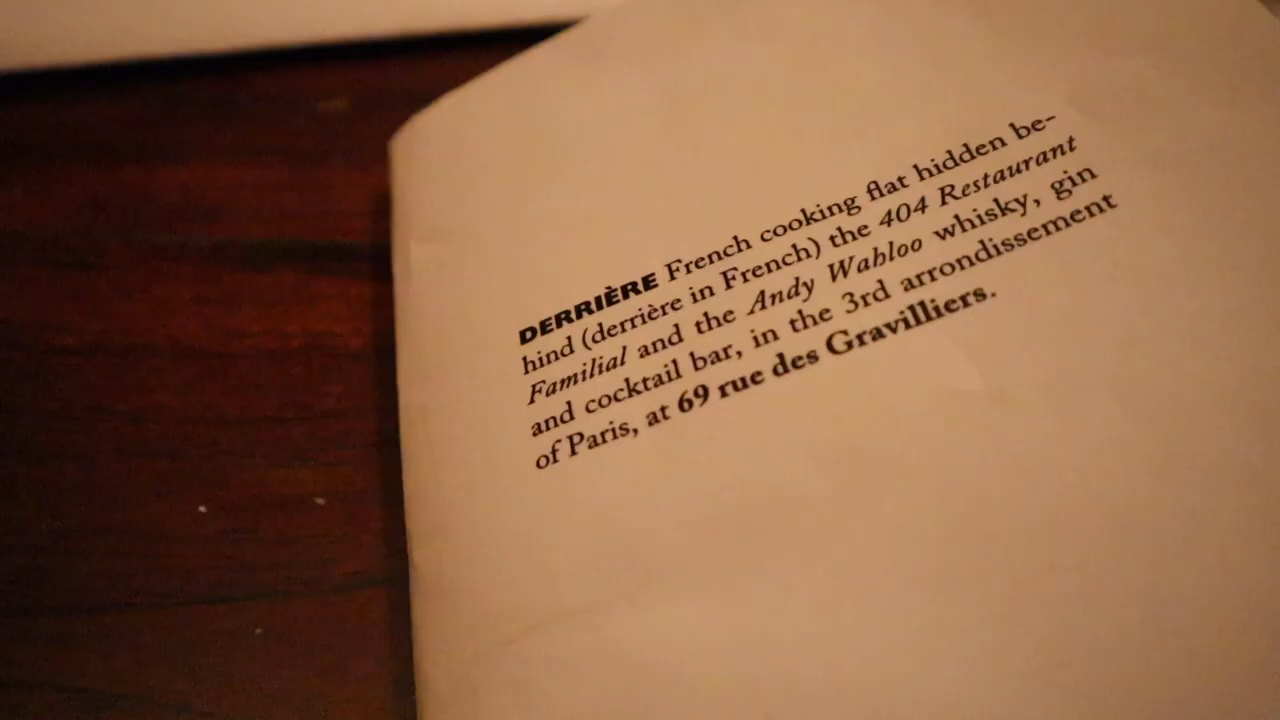 DERRIÈRE French cooking flat hidden be-
hind (derrière in French) the 404 Restaurant
Familial and the Andy Wahloo whisky, gin
and cocktail bar, in the 3rd arrondissement
of Paris, at 69 rue des Gravilliers.